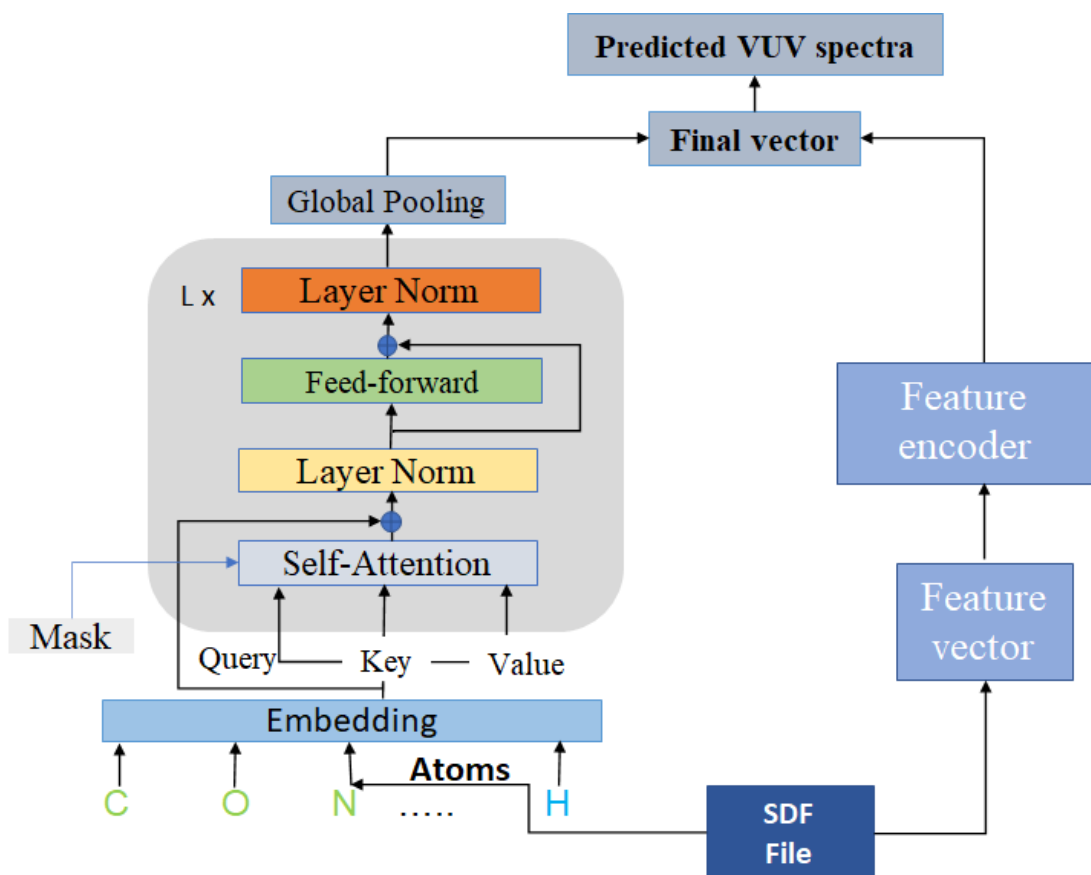 Predicted VUV spectra
Final vector
Global Pooling
L x
Layer Norm
Feed-forward
Layer Norm
Self-Attention
Mask
Query
Key
Value
Embedding
Atoms
C
O
N
.....
H
Feature
encoder
Feature
vector
SDF
File